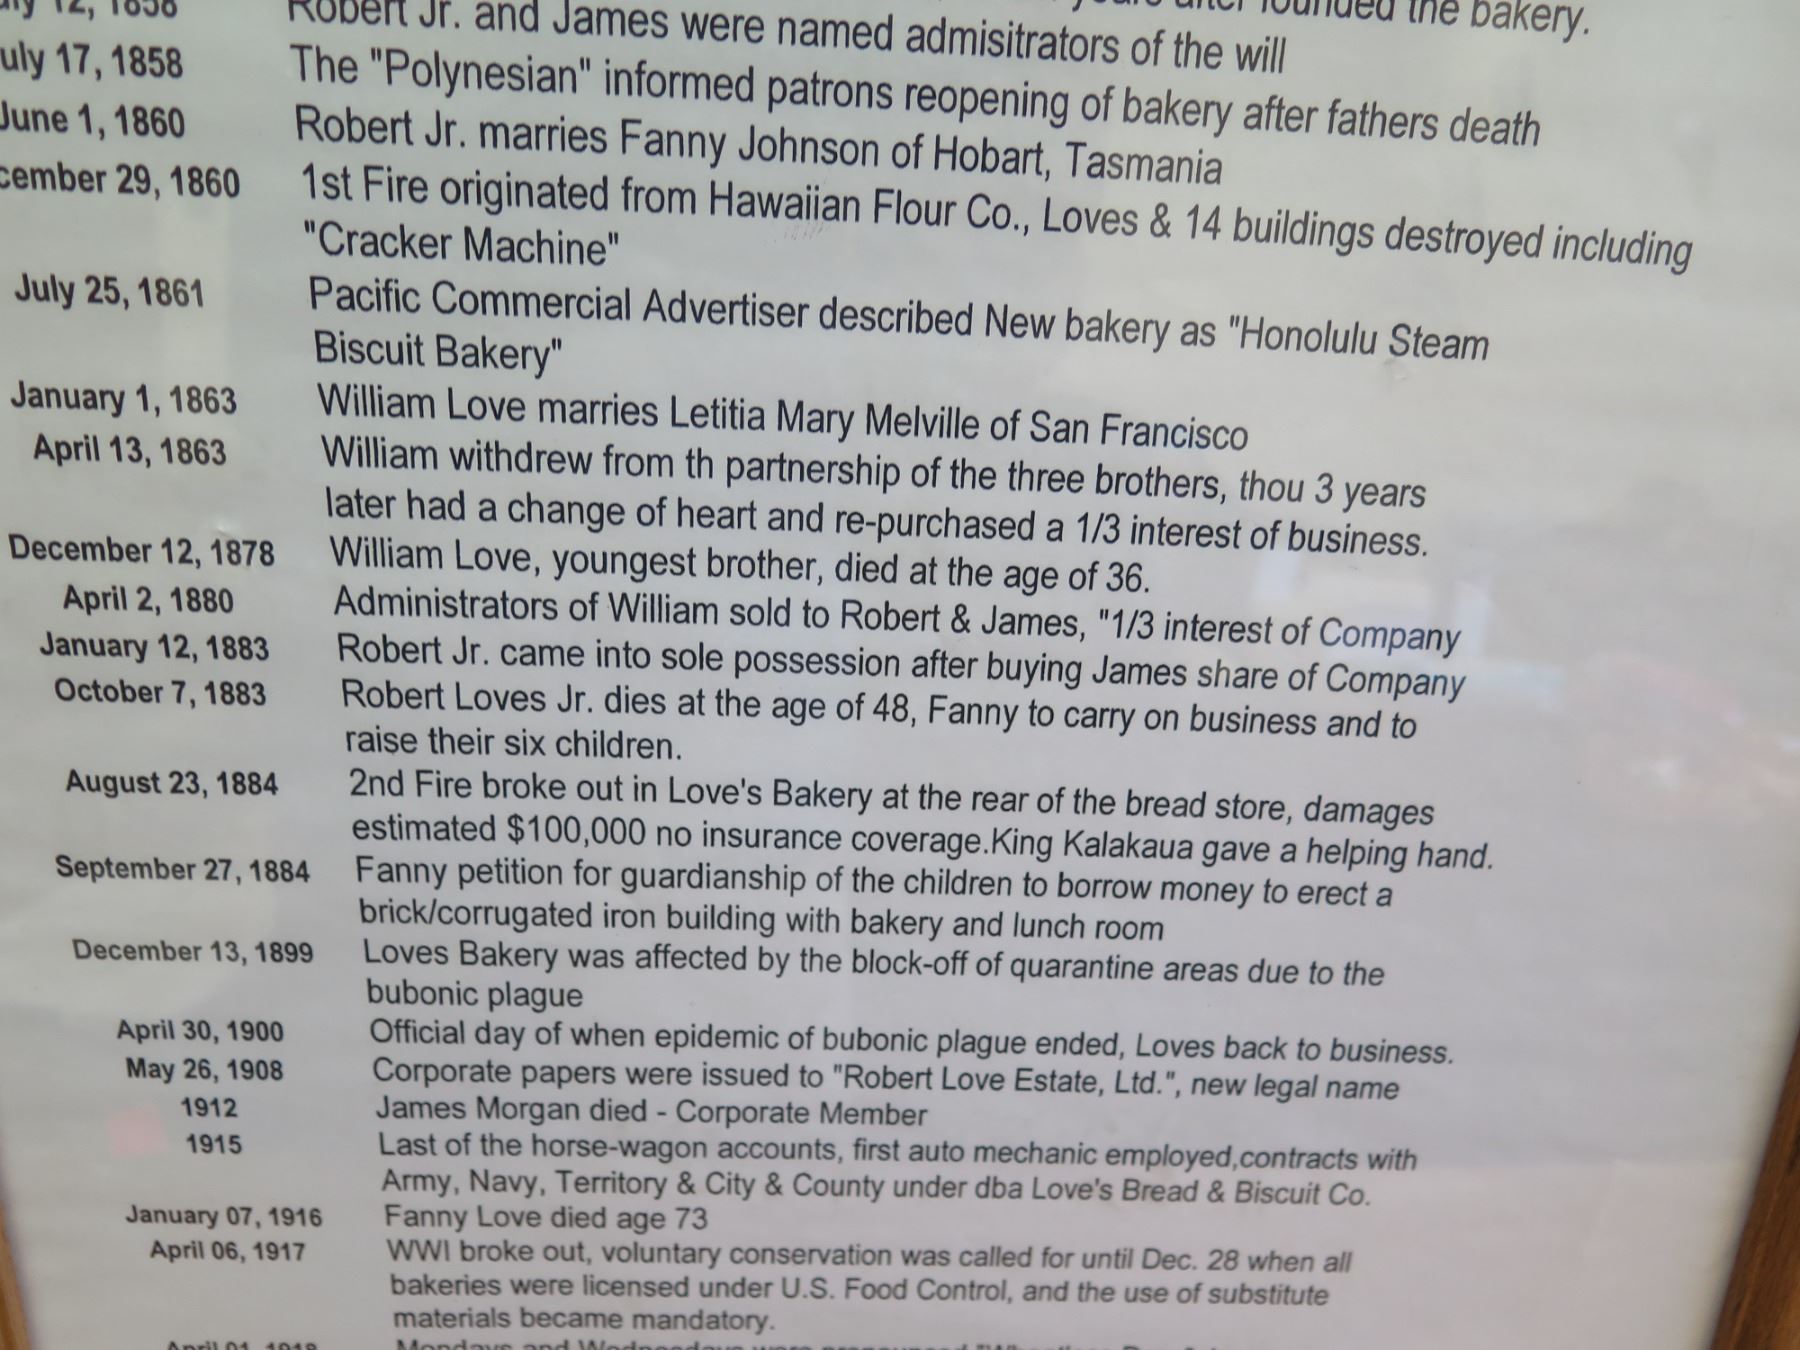 12, 1858 years after founded the bakery.
Robert Jr. and James were named admisitrators of the will
uly 17, 1858 The "Polynesian" informed patrons reopening of bakery after fathers death
June 1, 1860 Robert Jr. marries Fanny Johnson of Hobart, Tasmania
cember 29, 1860 1st Fire originated from Hawaiian Flour Co., Loves & 14 buildings destroyed including
"Cracker Machine"
July 25, 1861 Pacific Commercial Advertiser described New bakery as "Honolulu Steam
Biscuit Bakery"
January 1, 1863 William Love marries Letitia Mary Melville of San Francisco
April 13, 1863 William withdrew from th partnership of the three brothers, thou 3 years
later had a change of heart and re-purchased a 1/3 interest of business.
December 12, 1878 William Love, youngest brother, died at the age of 36.
April 2, 1880 Administrators of William sold to Robert & James, "1/3 interest of Company
January 12, 1883 Robert Jr. came into sole possession after buying James share of Company
October 7, 1883 Robert Loves Jr. dies at the age of 48, Fanny to carry on business and to
raise their six children.
August 23, 1884 2nd Fire broke out in Love's Bakery at the rear of the bread store, damages
estimated $100,000 no insurance coverage.King Kalakaua gave a helping hand.
September 27, 1884 Fanny petition for guardianship of the children to borrow money to erect a
brick/corrugated iron building with bakery and lunch room
December 13, 1899 Loves Bakery was affected by the block-off of quarantine areas due to the
bubonic plague
April 30, 1900 Official day of when epidemic of bubonic plague ended, Loves back to business.
May 26, 1908 Corporate papers were issued to "Robert Love Estate, Ltd.", new legal name
1912 James Morgan died - Corporate Member
1915 Last of the horse-wagon accounts, first auto mechanic employed,contracts with
Army, Navy, Territory & City & County under dba Love's Bread & Biscuit Co.
January 07, 1916 Fanny Love died age 73
April 06, 1917 WWI broke out, voluntary conservation was called for until Dec. 28 when all
bakeries were licensed under U.S. Food Control, and the use of substitute
materials became mandatory.
April 01, 1918 Mondays and Wednesdays were